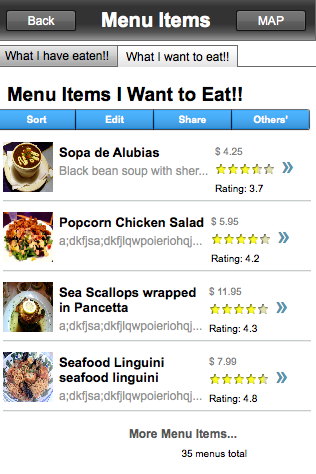 Back
Menu Items
MAP
What I have eaten!!
What I want to eat!!
Menu Items I Want to Eat!!
Sort
Edit
Share
Others'
Sopa de Alubias
$ 4.25
Black bean soup with sher...
»
Rating: 3.7
Popcorn Chicken Salad
$ 5.95
a;dkfjsa;dkfjlqwpoieriohqj...
»
Rating: 4.2
Sea Scallops wrapped
in Pancetta
$ 11.95
a;dkfjsa;dkfjlqwpoieriohqj...
»
Rating: 4.3
Seafood Linguini
seafood linguini
$ 7.99
a;dkfjsa;dkfjlqwpoieriohqj...
»
Rating: 4.8
More Menu Items...
35 menus total